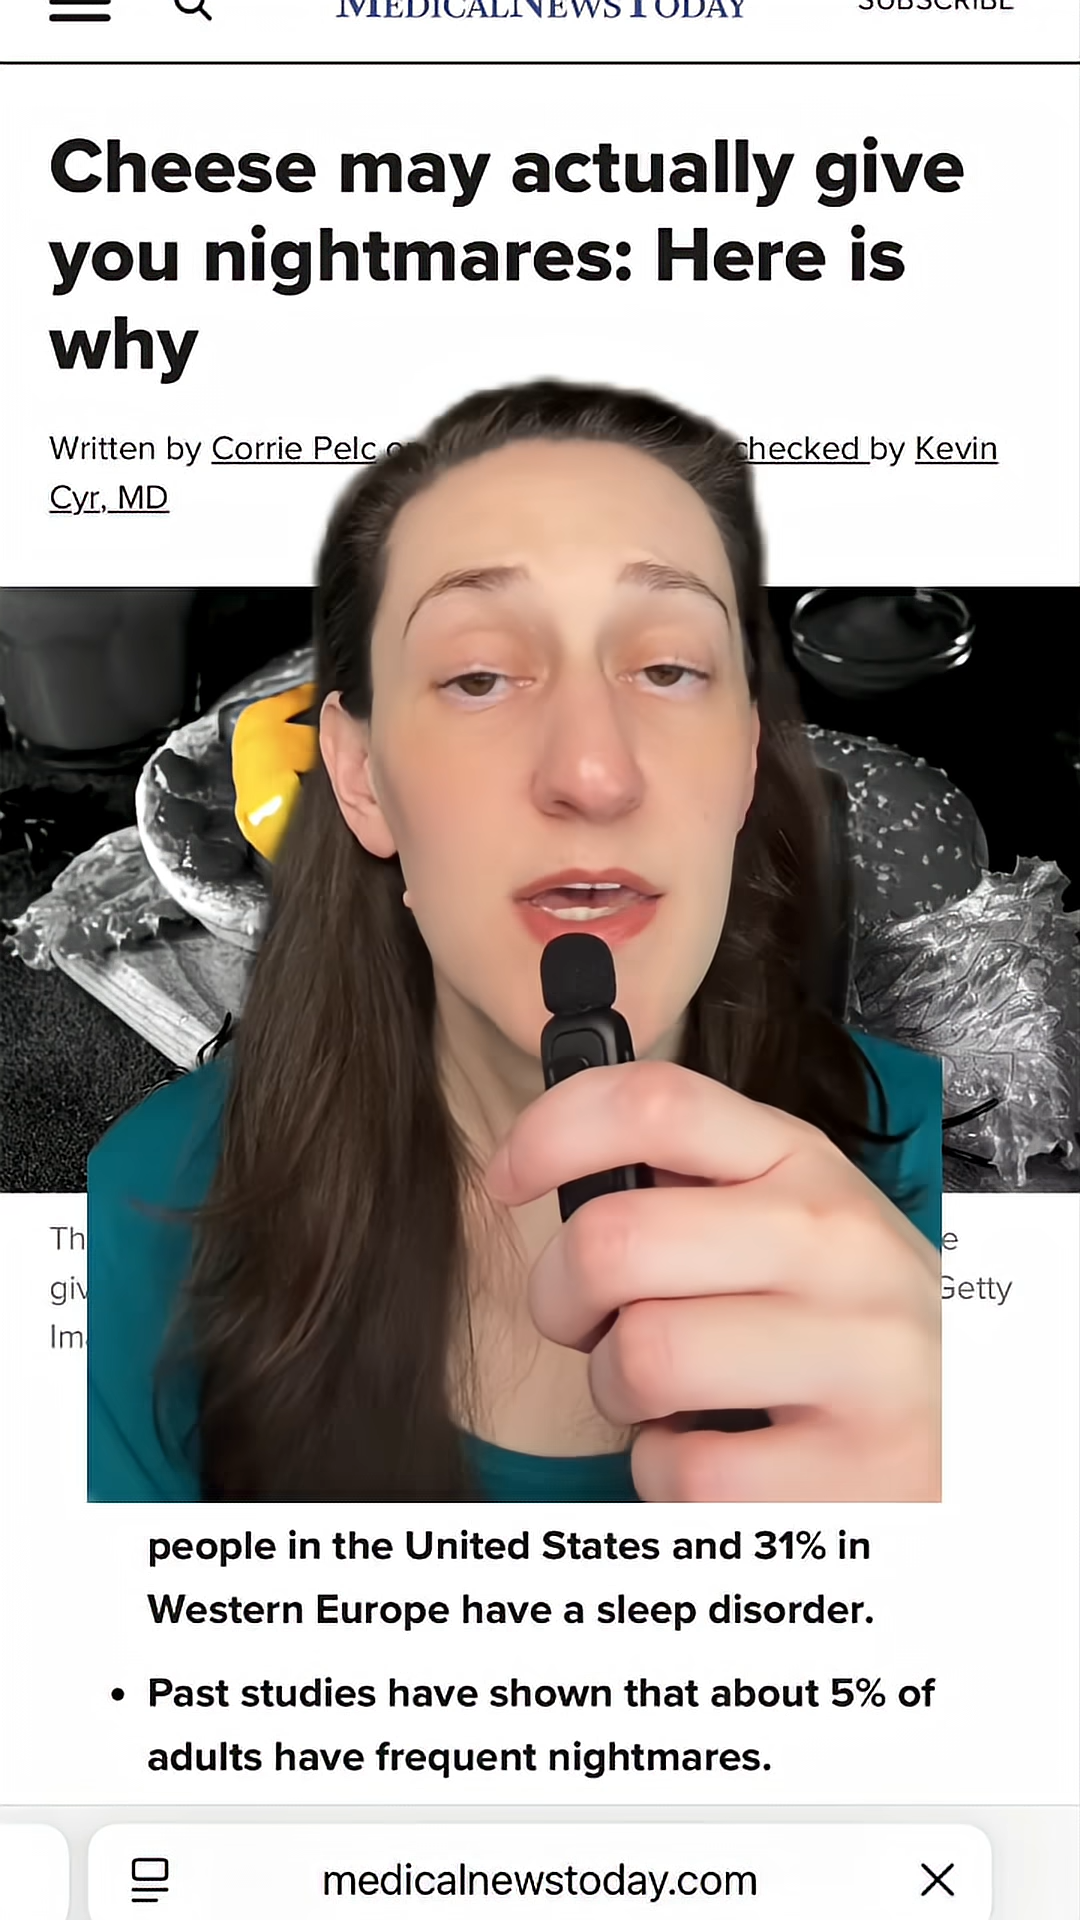 MEDICALNEWSTODAY
SUBSCRIBE
Cheese may actually give
you nightmares: Here is
why
Written by Corrie Pelc checked by Kevin
Cyr, MD
Getty
people in the United States and 31% in
Western Europe have a sleep disorder.
• Past studies have shown that about 5% of
adults have frequent nightmares.
medicalnewstoday.com